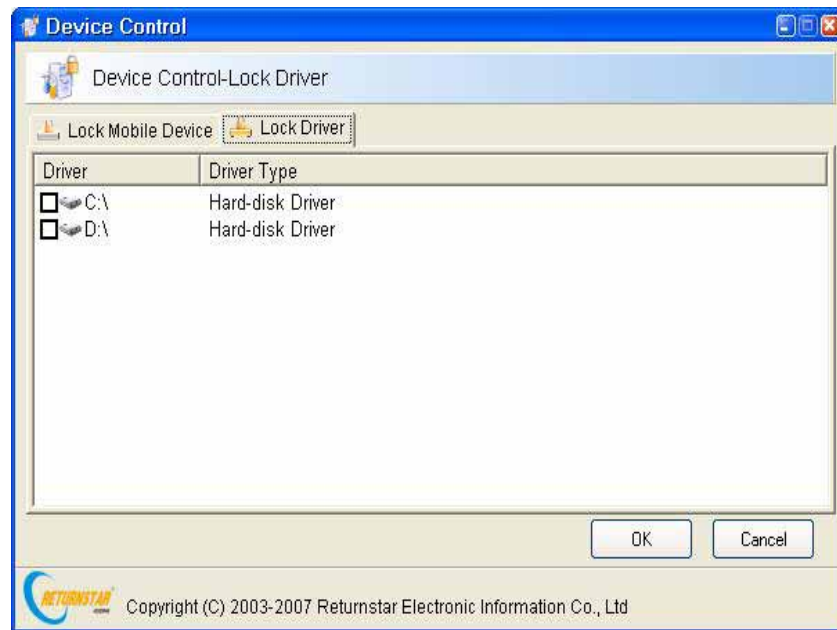 Device Control
Device Control-Lock Driver
Lock Mobile Device Lock Driver
Driver Driver Type
C:\ Hard-disk Driver
D:\ Hard-disk Driver
OK Cancel
RETURNSTAR
Copyright (C) 2003-2007 Returnstar Electronic Information Co., Ltd